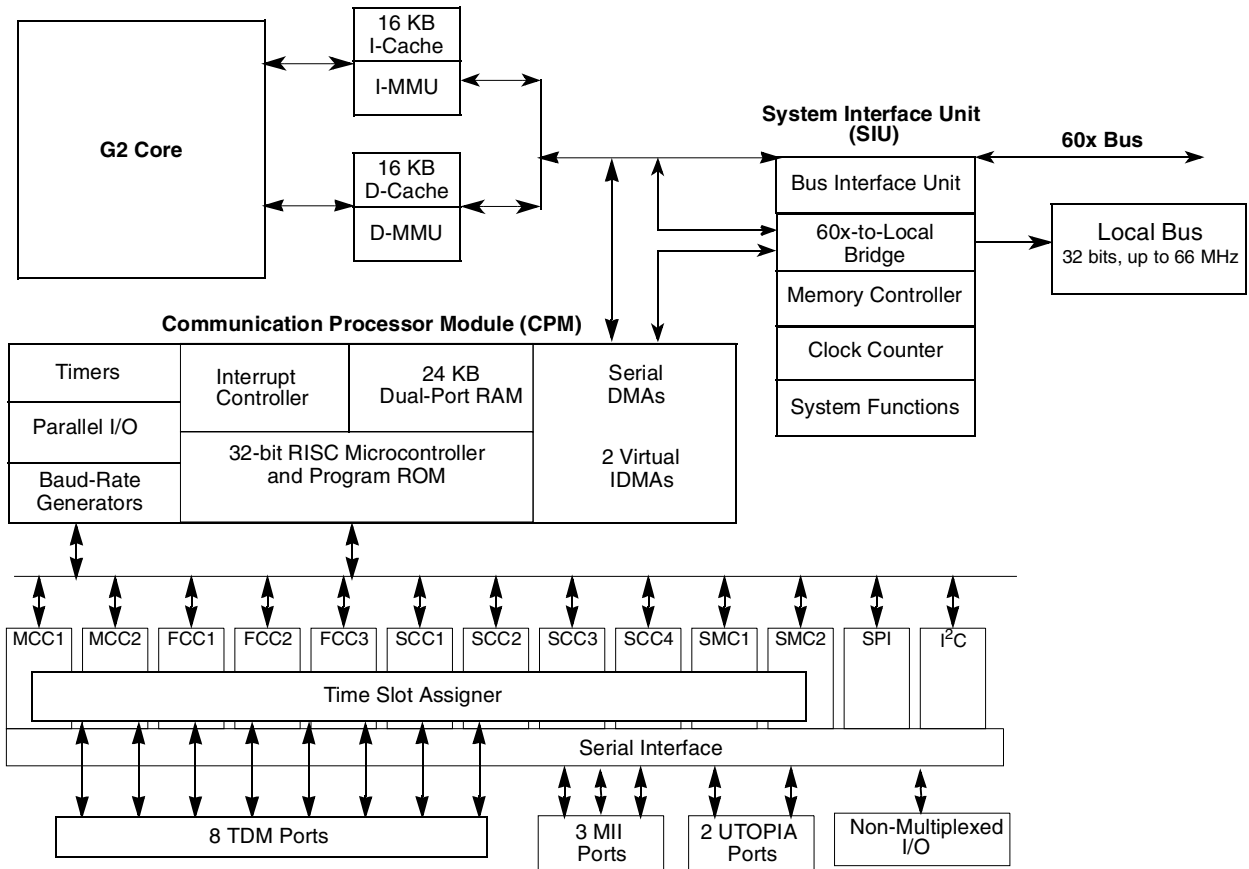 16 KB
I-Cache
I-MMU
G2 Core
16 KB
D-Cache
D-MMU
System Interface Unit
(SIU)
60x Bus
Bus Interface Unit
60x-to-Local
Bridge
Memory Controller
Clock Counter
System Functions
Local Bus
32 bits, up to 66 MHz
Communication Processor Module (CPM)
Timers
Parallel I/O
Baud-Rate
Generators
Interrupt
Controller
24 KB
Dual-Port RAM
32-bit RISC Microcontroller
and Program ROM
Serial
DMAs
2 Virtual
IDMAs
MCC1 MCC2 FCC1 FCC2 FCC3 SCC1 SCC2 SCC3 SCC4 SMC1 SMC2 SPI I²C
Time Slot Assigner
Serial Interface
8 TDM Ports
3 MII
Ports
2 UTOPIA
Ports
Non-Multiplexed
I/O